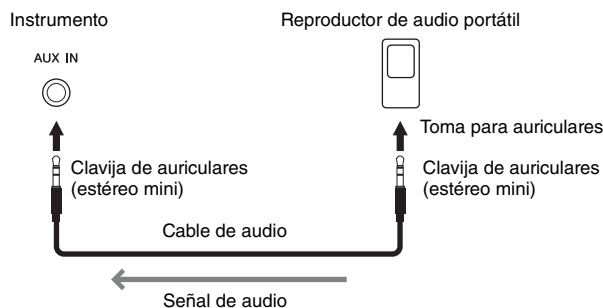 Instrumento
Reproductor de audio portátil
AUX IN
Toma para auriculares
Clavija de auriculares
(estéreo mini)
Clavija de auriculares
(estéreo mini)
Cable de audio
Señal de audio